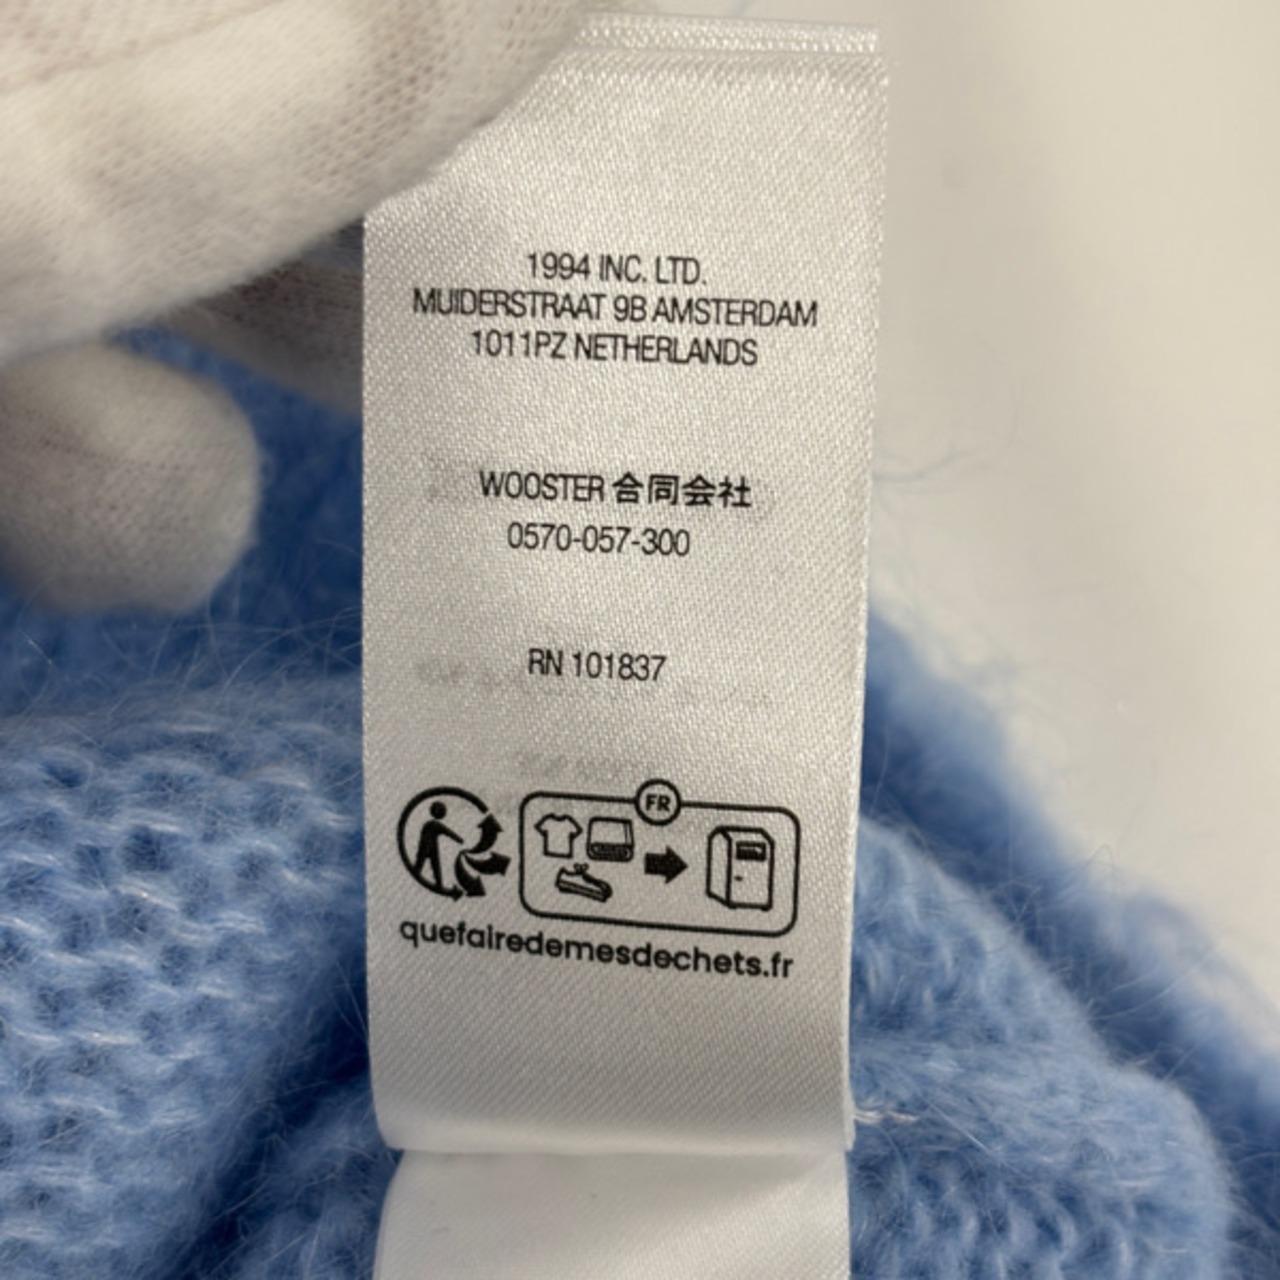 1994 INC. LTD.
MUIDERSTRAAT 9B AMSTERDAM
1011PZ NETHERLANDS
WOOSTER 合同会社
0570-057-300
RN 101837
FR
quefairedemesdechets.fr